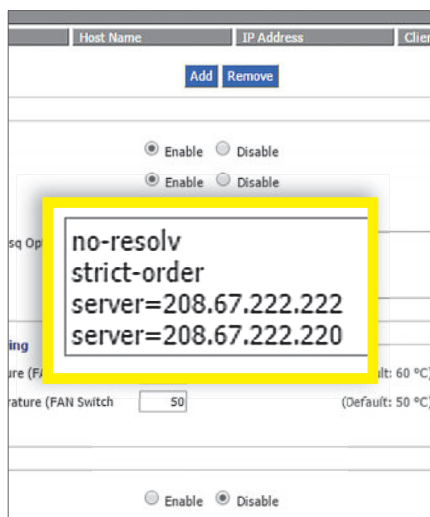 Host Name IP Address Clien
Add Remove
Enable Disable
Enable Disable
sq Op
no-resolv
strict-order
server=208.67.222.222
server=208.67.222.220
ing
ure (FA ult: 60 °C)
rature (FAN Switch 50 (Default: 50 °C)
Enable Disable